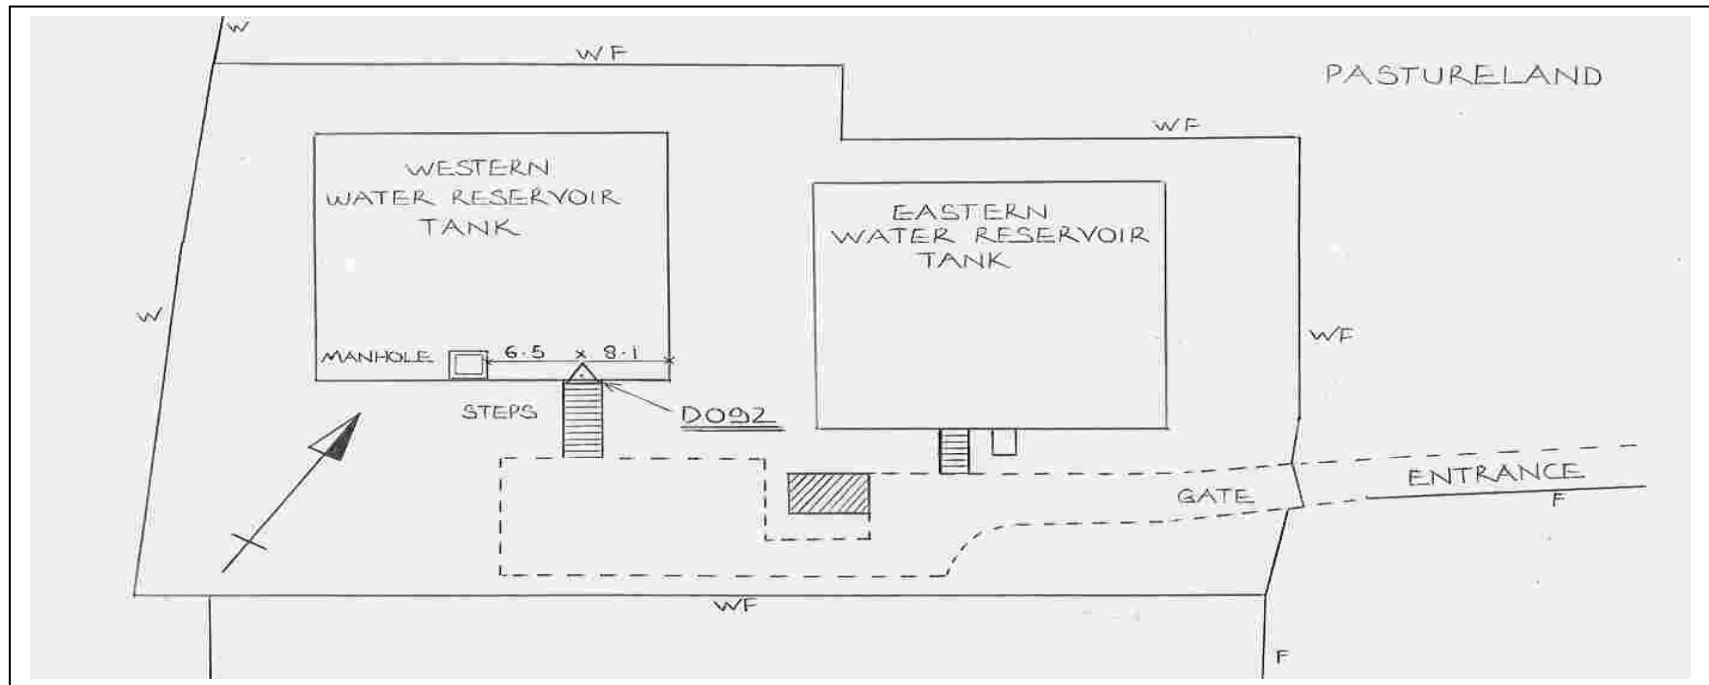 W
WF
PASTURELAND
WF
WESTERN
WATER RESERVOIR
TANK
EASTERN
WATER RESERVOIR
TANK
W
WF
MANHOLE
6.5 x 8.1
STEPS
D092
ENTRANCE
GATE
F
WF
F